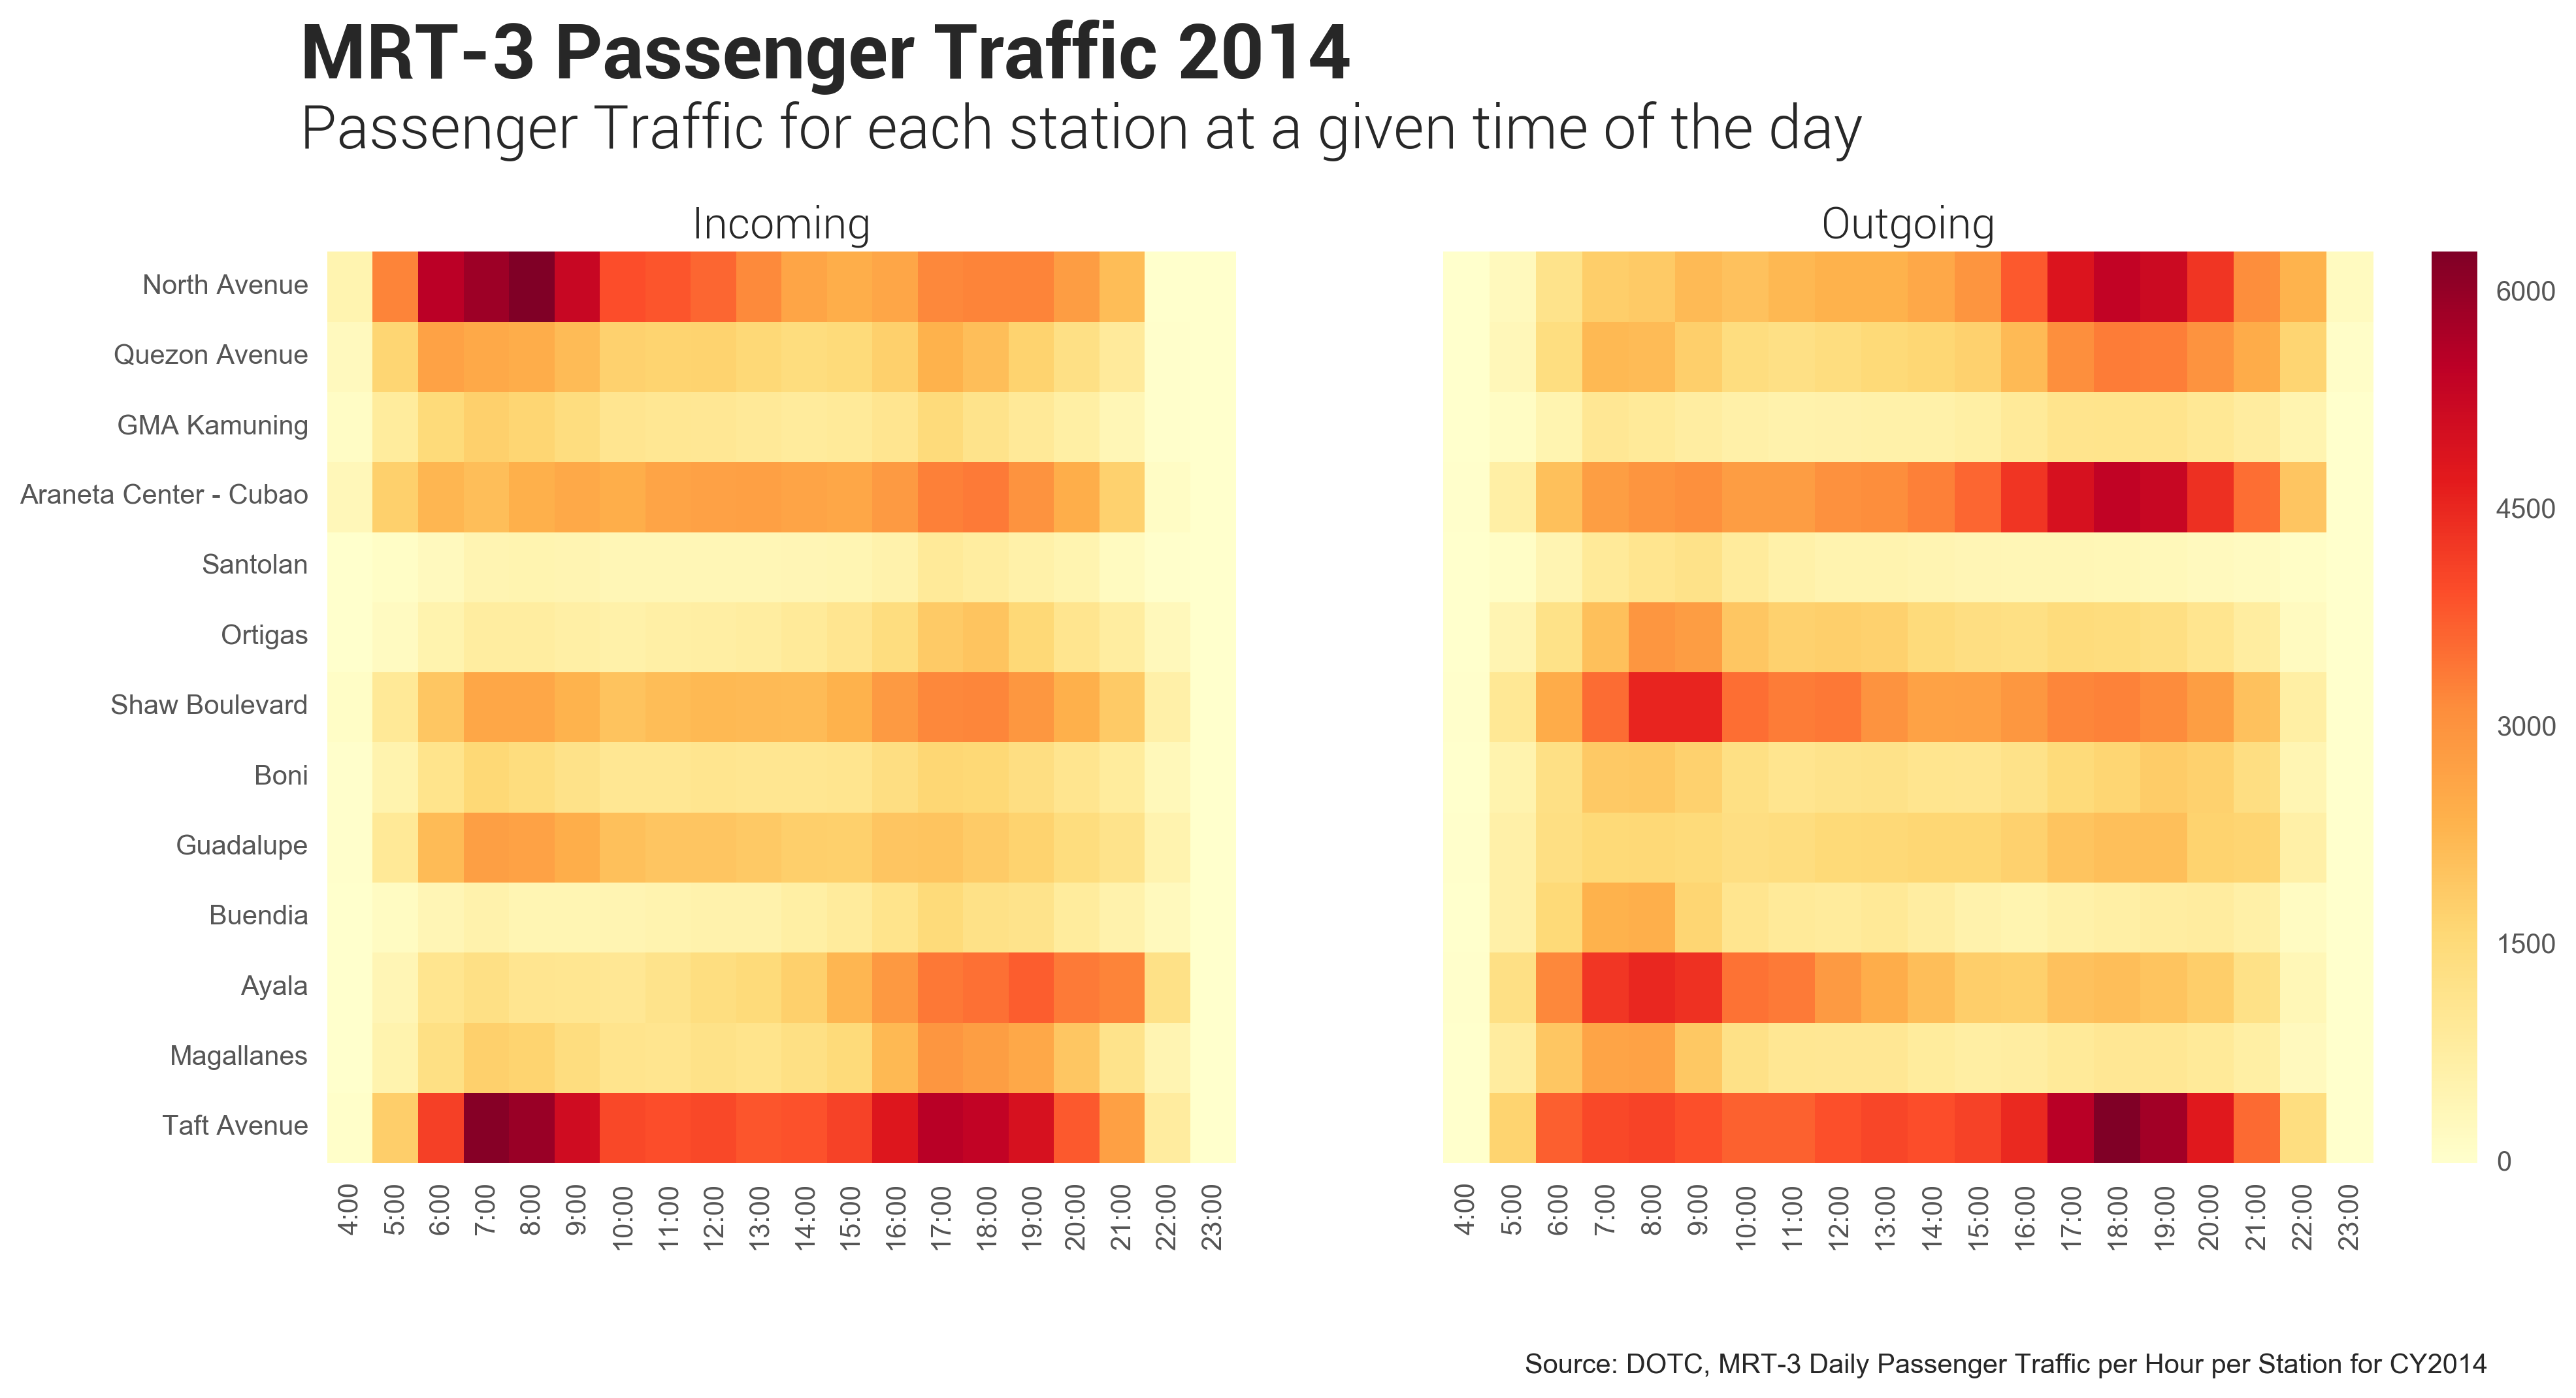 MRT-3 Passenger Traffic 2014
Passenger Traffic for each station at a given time of the day
Incoming
Outgoing
North Avenue
Quezon Avenue
GMA Kamuning
Araneta Center - Cubao
Santolan
Ortigas
Shaw Boulevard
Boni
Guadalupe
Buendia
Ayala
Magallanes
Taft Avenue
4:00 5:00 6:00 7:00 8:00 9:00 10:00 11:00 12:00 13:00 14:00 15:00 16:00 17:00 18:00 19:00 20:00 21:00 22:00 23:00
4:00 5:00 6:00 7:00 8:00 9:00 10:00 11:00 12:00 13:00 14:00 15:00 16:00 17:00 18:00 19:00 20:00 21:00 22:00 23:00
6000
4500
3000
1500
0
Source: DOTC, MRT-3 Daily Passenger Traffic per Hour per Station for CY2014